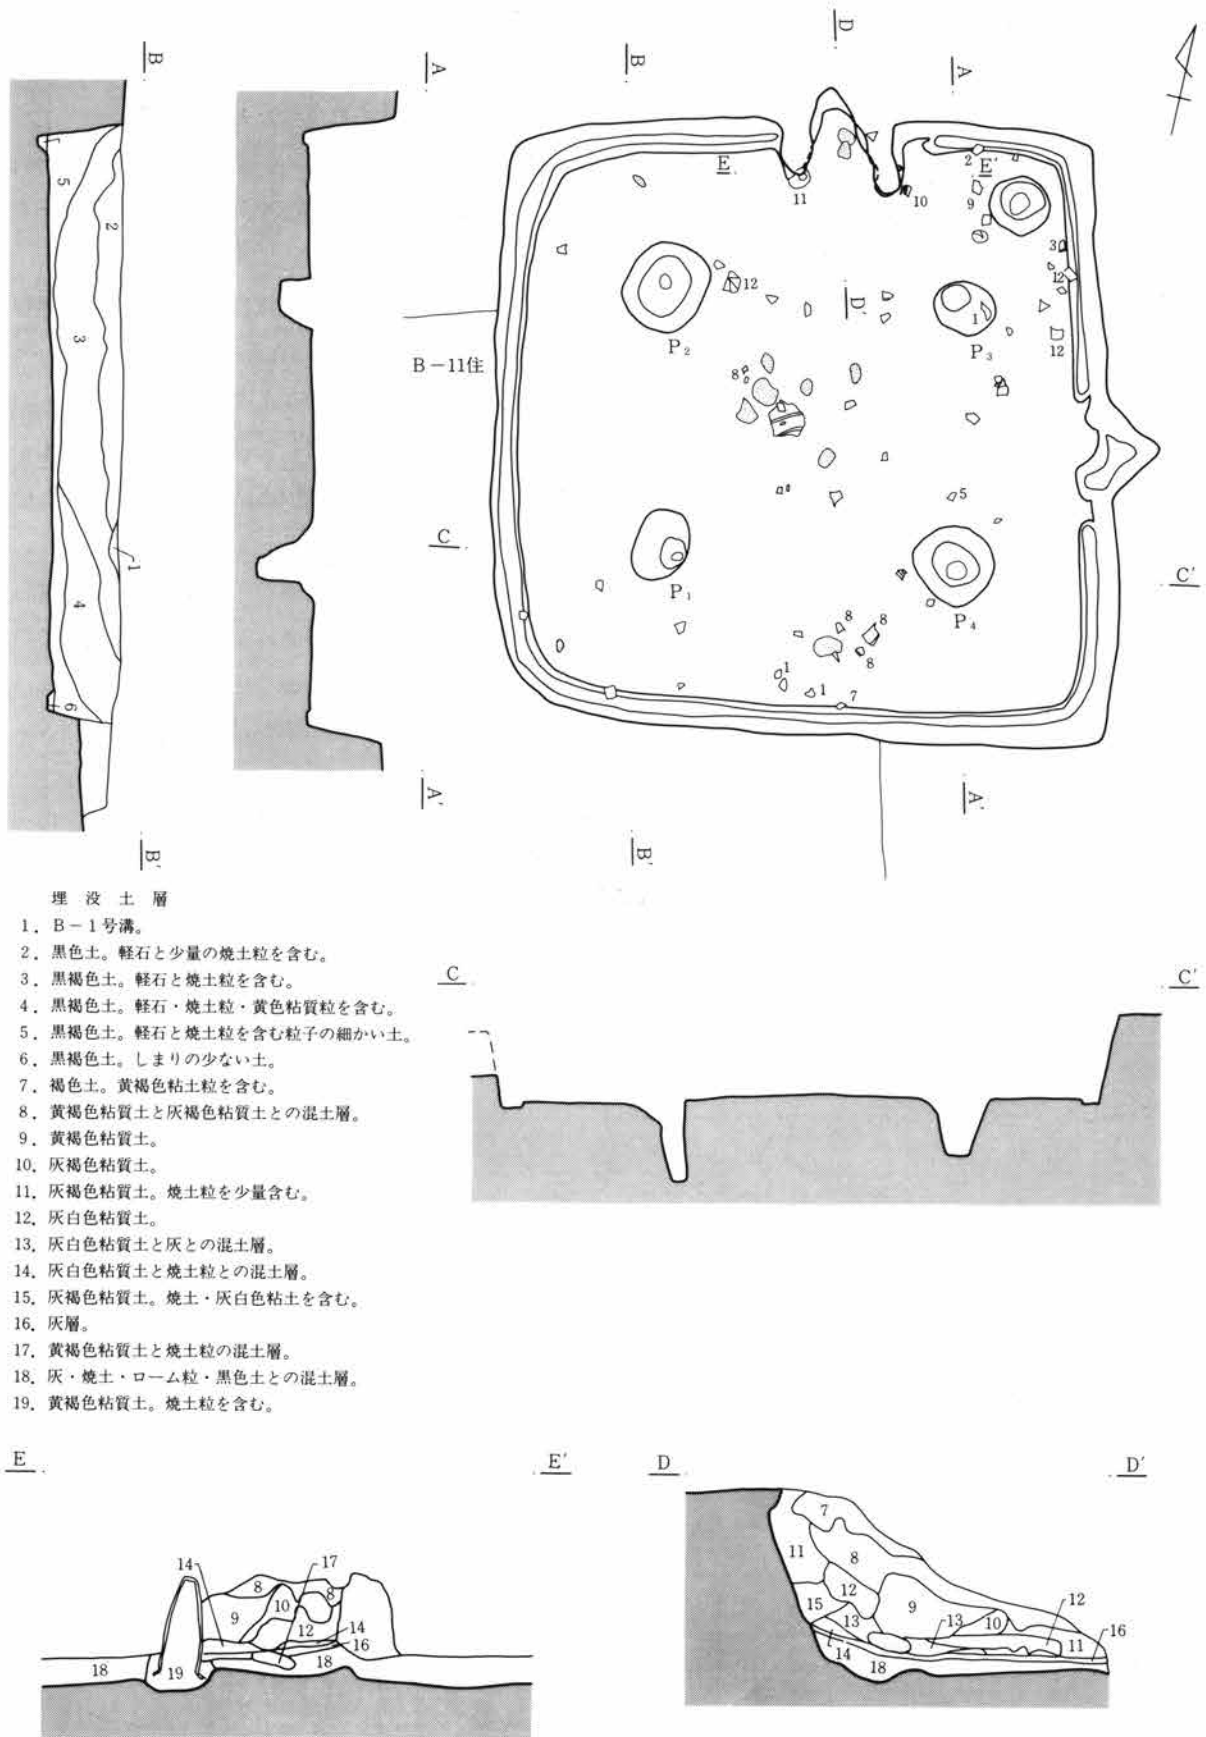 B
A
B
D
A
5
2
3
1
4
6
A'
B'
E
E'
2
11
10
9
3
12
12
D'
1
12
P₂
P₃
B－11住
8
5
C
C'
P₁
P₄
8
8
8
1
1
7
A'
B'
埋没土層
1．B－1号溝。
2．黒色土。軽石と少量の焼土粒を含む。
3．黒褐色土。軽石と焼土粒を含む。
4．黒褐色土。軽石・焼土粒・黄色粘質粒を含む。
5．黒褐色土。軽石と焼土粒を含む粒子の細かい土。
6．黒褐色土。しまりの少ない土。
7．褐色土。黄褐色粘土粒を含む。
8．黄褐色粘質土と灰褐色粘質土との混土層。
9．黄褐色粘質土。
10．灰褐色粘質土。
11．灰褐色粘質土。焼土粒を少量含む。
12．灰白色粘質土。
13．灰白色粘質土と灰との混土層。
14．灰白色粘質土と焼土粒との混土層。
15．灰褐色粘質土。焼土・灰白色粘土を含む。
16．灰層。
17．黄褐色粘質土と焼土粒の混土層。
18．灰・焼土・ローム粒・黒色土との混土層。
19．黄褐色粘質土。焼土粒を含む。
C
C'
E
E'
14
17
8
8
9
10
12
14
16
18
19
18
D
D'
7
11
8
12
12
9
15
13
13
10
11
16
14
18